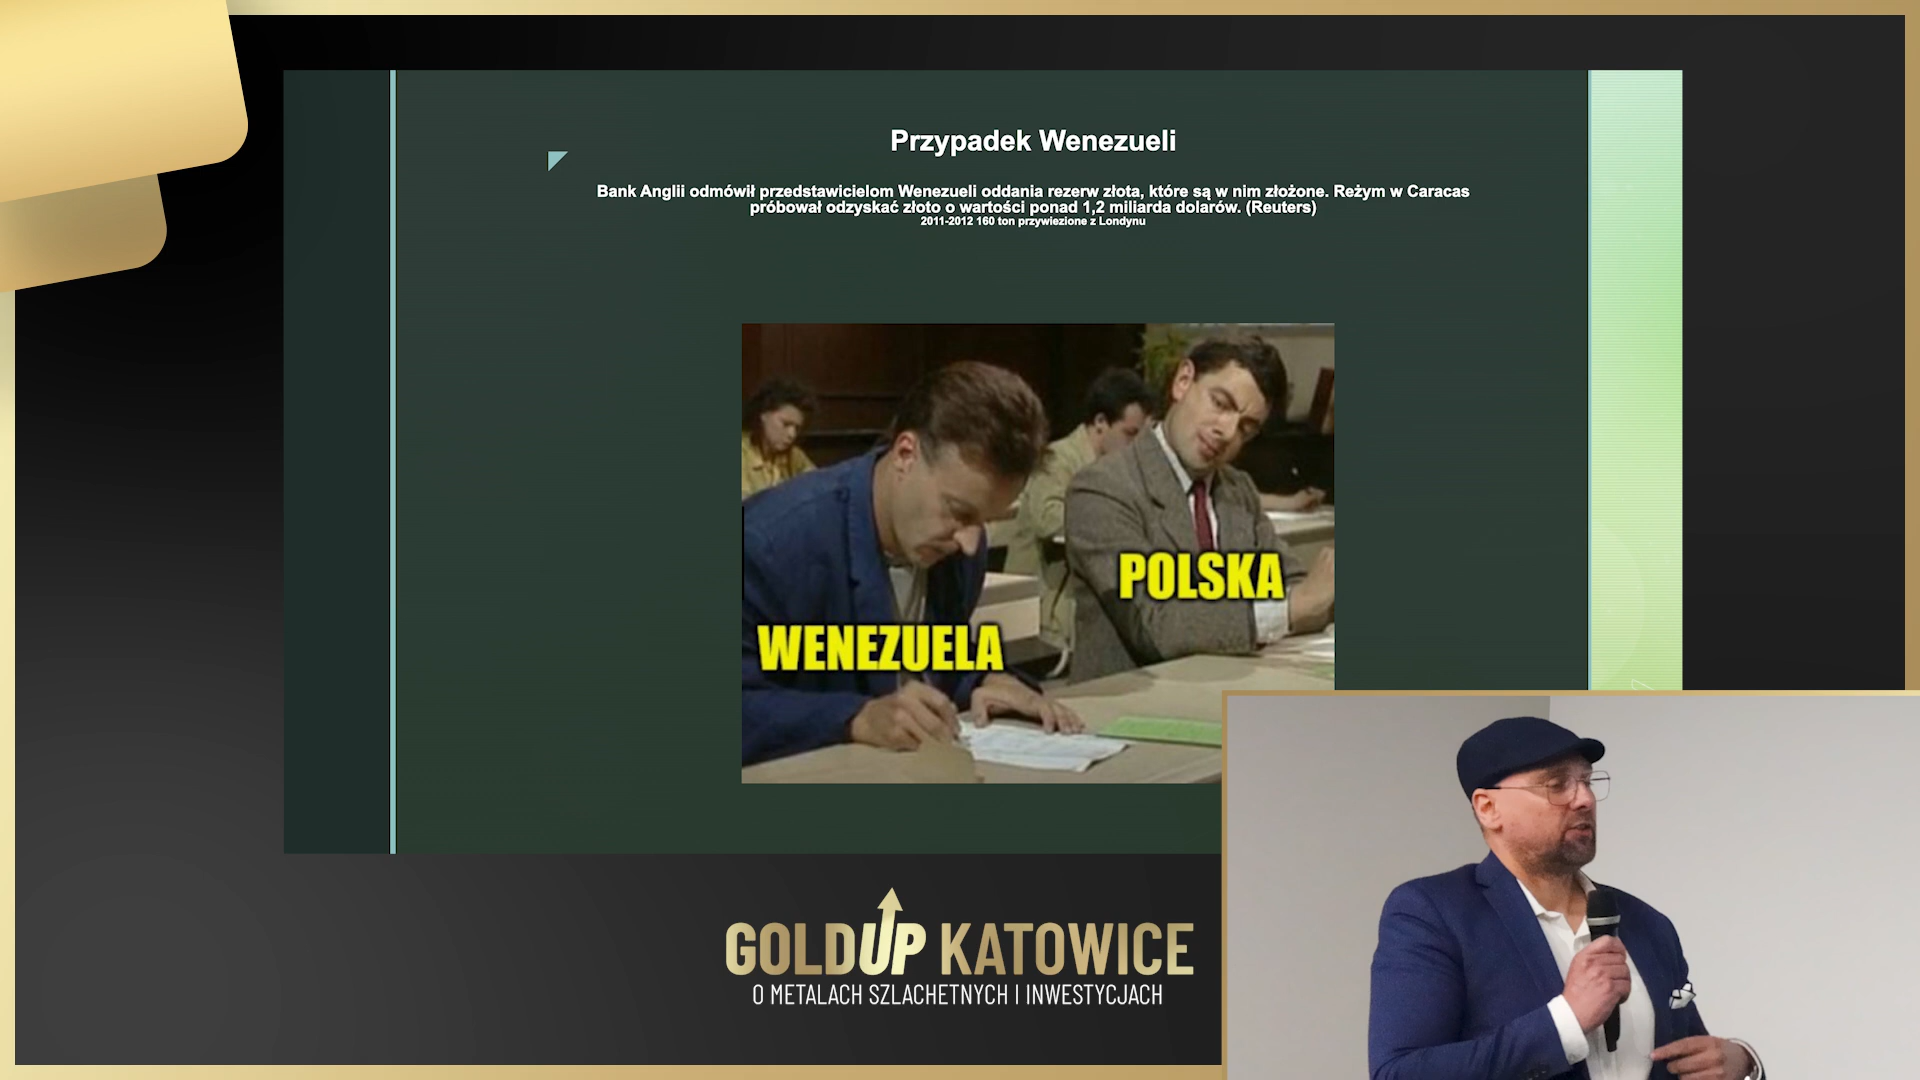 Przypadek Wenezueli
Bank Anglii odmówił przedstawicielom Wenezueli oddania rezerw złota, które są w nim złożone. Reżym w Caracas
próbował odzyskać złoto o wartości ponad 1,2 miliarda dolarów. (Reuters)
2011-2012 160 ton przywiezione z Londynu
POLSKA
WENEZUELA
GOLDUP KATOWICE
O METALACH SZLACHETNYCH I INWESTYCJACH